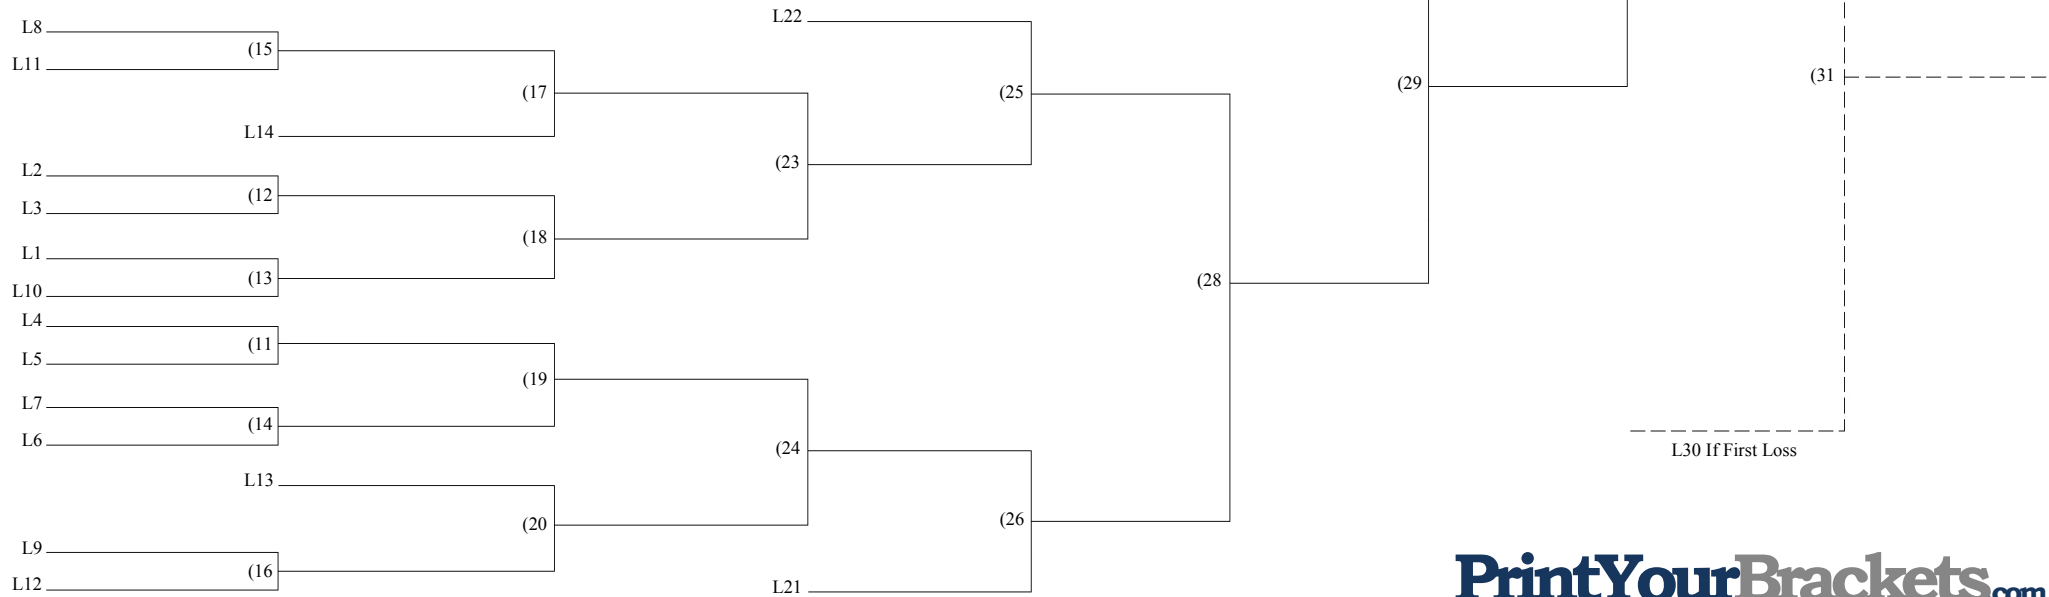 L8
L11
(15
L14
(17
L2
L3
(12
L1
L10
(13
(18
(23
L22
(25
L4
L5
(11
L7
L6
(14
(19
L13
L9
L12
(16
(20
(24
L21
(26
(28
(29
(31
L30 If First Loss
PrintYourBrackets.com